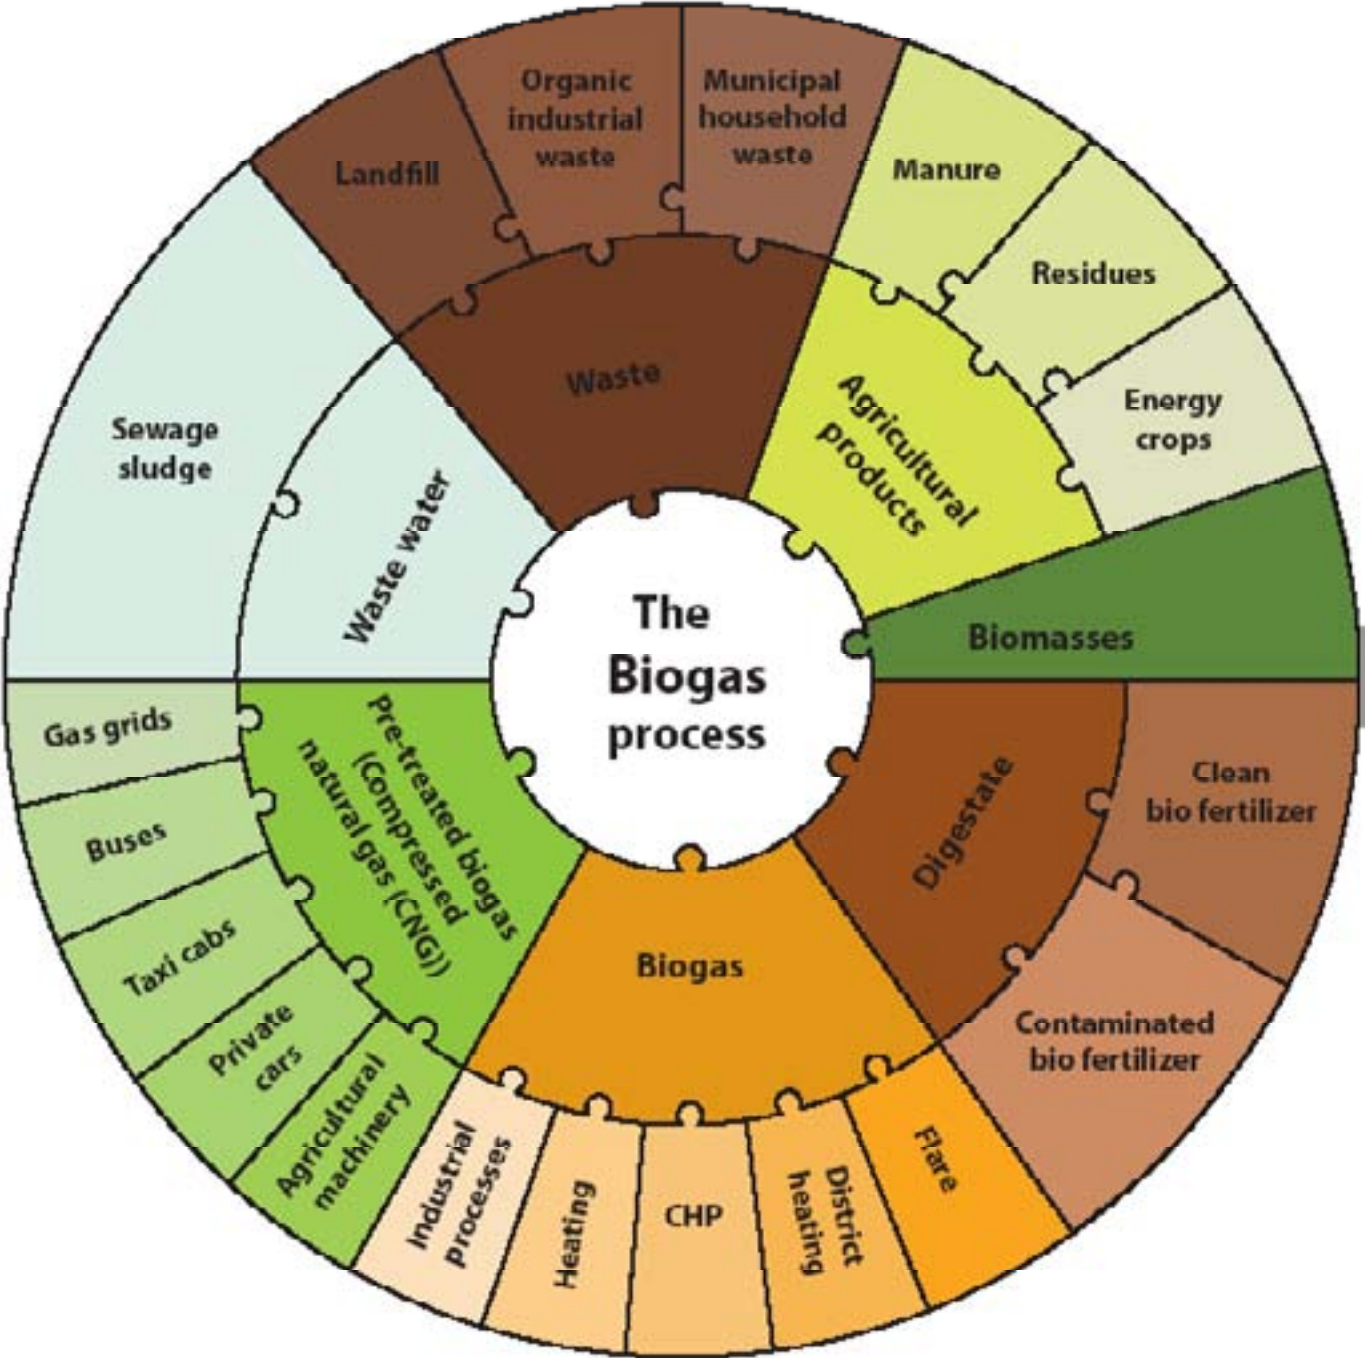 The
Biogas
process
Waste
Landfill
Organic
industrial
waste
Municipal
household
waste
Agricultural
products
Manure
Residues
Energy
crops
Biomasses
Digestate
Clean
bio fertilizer
Contaminated
bio fertilizer
Biogas
Flare
District
heating
CHP
Heating
Industrial
processes
Pre-treated biogas
(Compressed
natural gas (CNG))
Agricultural
machinery
Private
cars
Taxi cabs
Buses
Gas grids
Waste water
Sewage
sludge